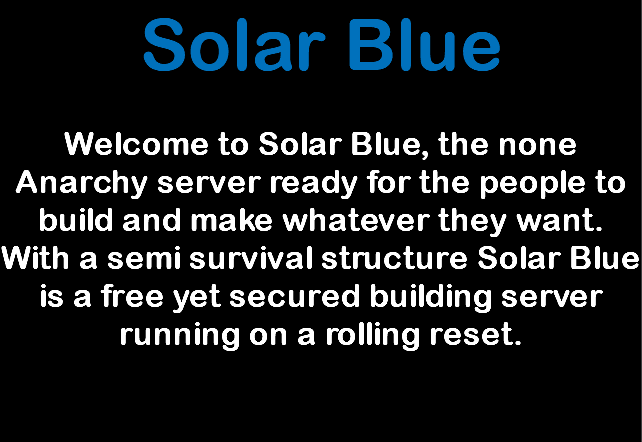 Solar Blue
Welcome to Solar Blue, the none
Anarchy server ready for the people to
build and make whatever they want.
With a semi survival structure Solar Blue
is a free yet secured building server
running on a rolling reset.